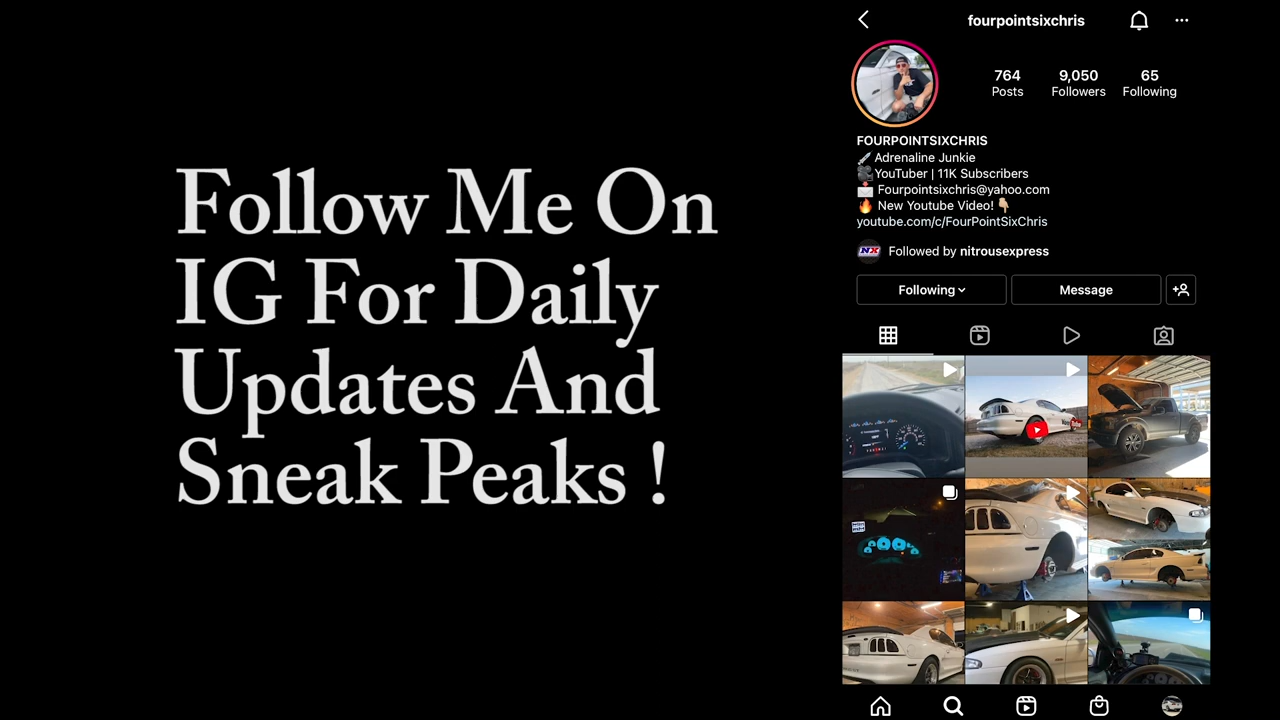 Follow Me On
IG For Daily
Updates And
Sneak Peaks !
fourpointsixchris
764
Posts
9,050
Followers
65
Following
FOURPOINTSIXCHRIS
Adrenaline Junkie
YouTuber | 11K Subscribers
Fourpointsixchris@yahoo.com
New Youtube Video!
youtube.com/c/FourPointSixChris
NX
Followed by nitrousexpress
Following
Message